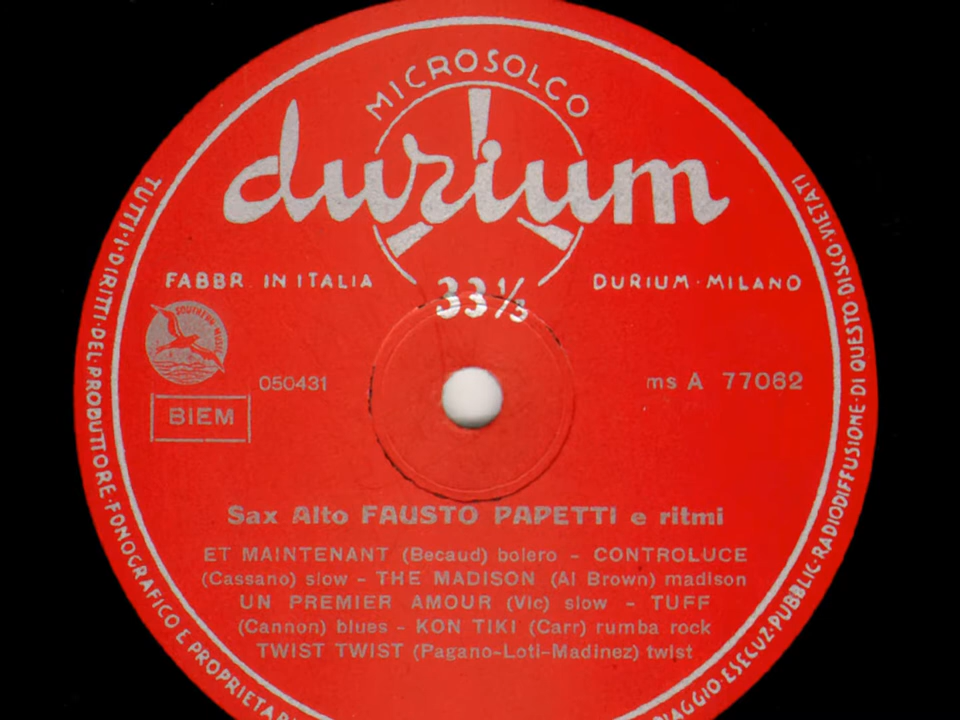 MICROSOLCO
durium
FABBR. IN ITALIA
33⅓
DURIUM · MILANO
SOUTHERN MUSIC
050431
ms A 77062
BIEM
Sax Alto FAUSTO PAPETTI e ritmi
ET MAINTENANT (Becaud) bolero - CONTROLUCE
(Cassano) slow - THE MADISON (Al Brown) madison
UN PREMIER AMOUR (Vic) slow - TUFF
(Cannon) blues - KON TIKI (Carr) rumba rock
TWIST TWIST (Pagano-Loti-Madinez) twist
TUTTI·I·DIRITTI·DEL·PRODUTTORE·FONOGRAFICO E PROPRIETA
ESECUZ·PUBBLIC·RADIODIFFUSIONE·DI QUESTO·DISCO·VIETATI